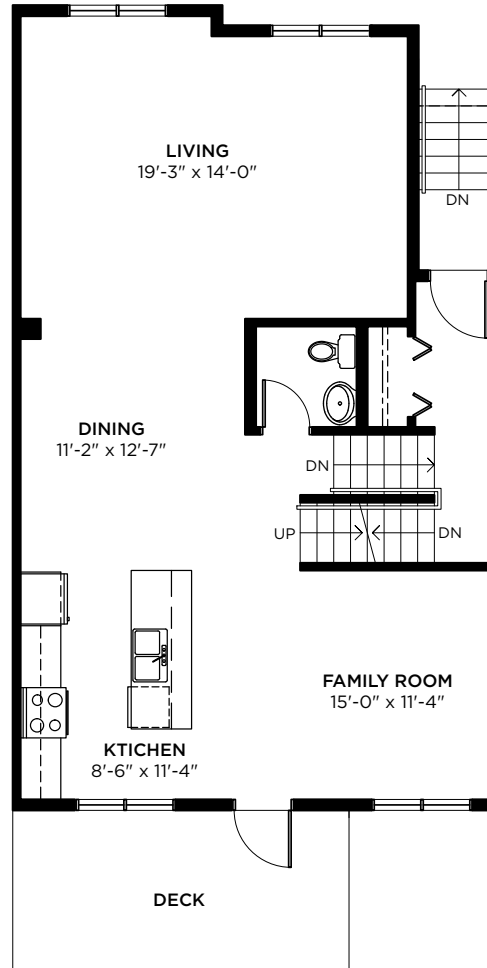 LIVING
19'-3" x 14'-0"
DN
DINING
11'-2" x 12'-7"
DN
UP
DN
FAMILY ROOM
15'-0" x 11'-4"
KTICHEN
8'-6" x 11'-4"
DECK